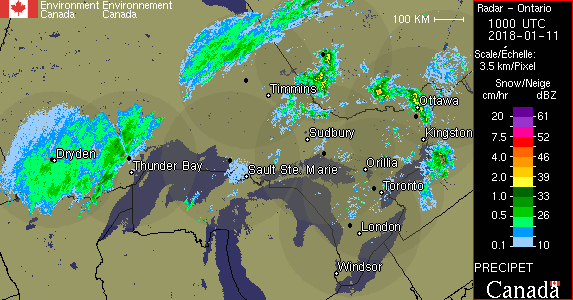 Environment Environnement
Canada Canada
100 KM
Timmins
Ottawa
Sudbury
Kingston
Dryden
Thunder Bay
Sault Ste. Marie
Orillia
Toronto
London
Windsor
Radar - Ontario
1000 UTC
2018-01-11
Scale/Échelle:
3.5 km/Pixel
Snow/Neige
cm/hr dBZ
20 61
7.5 52
4.0 46
2.0 39
1.0 33
0.5 26
0.1 10
PRECIPET
Canada